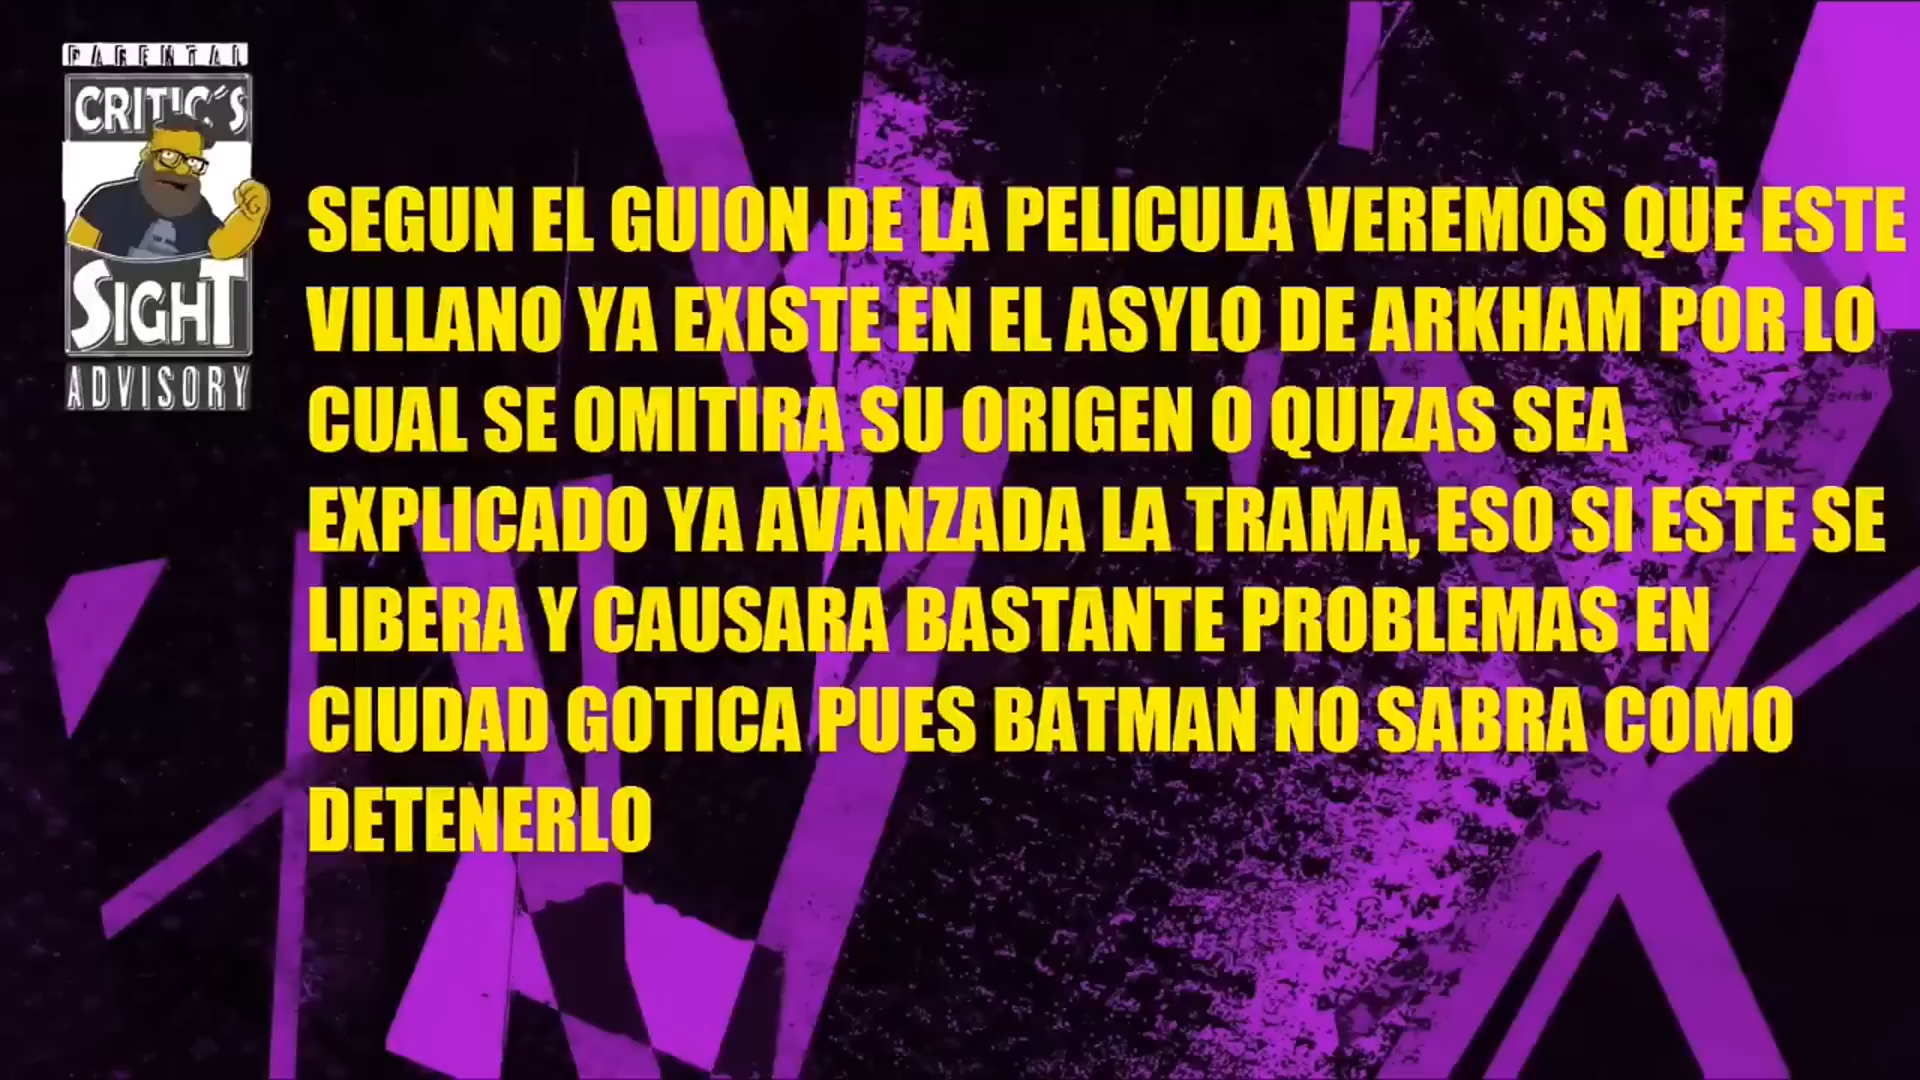 PARENTAL
CRITIC'S
SIGHT
ADVISORY
SEGUN EL GUION DE LA PELICULA VEREMOS QUE ESTE
VILLANO YA EXISTE EN EL ASYLO DE ARKHAM POR LO
CUAL SE OMITIRA SU ORIGEN O QUIZAS SEA
EXPLICADO YA AVANZADA LA TRAMA, ESO SI ESTE SE
LIBERA Y CAUSARA BASTANTE PROBLEMAS EN
CIUDAD GOTICA PUES BATMAN NO SABRA COMO
DETENERLO